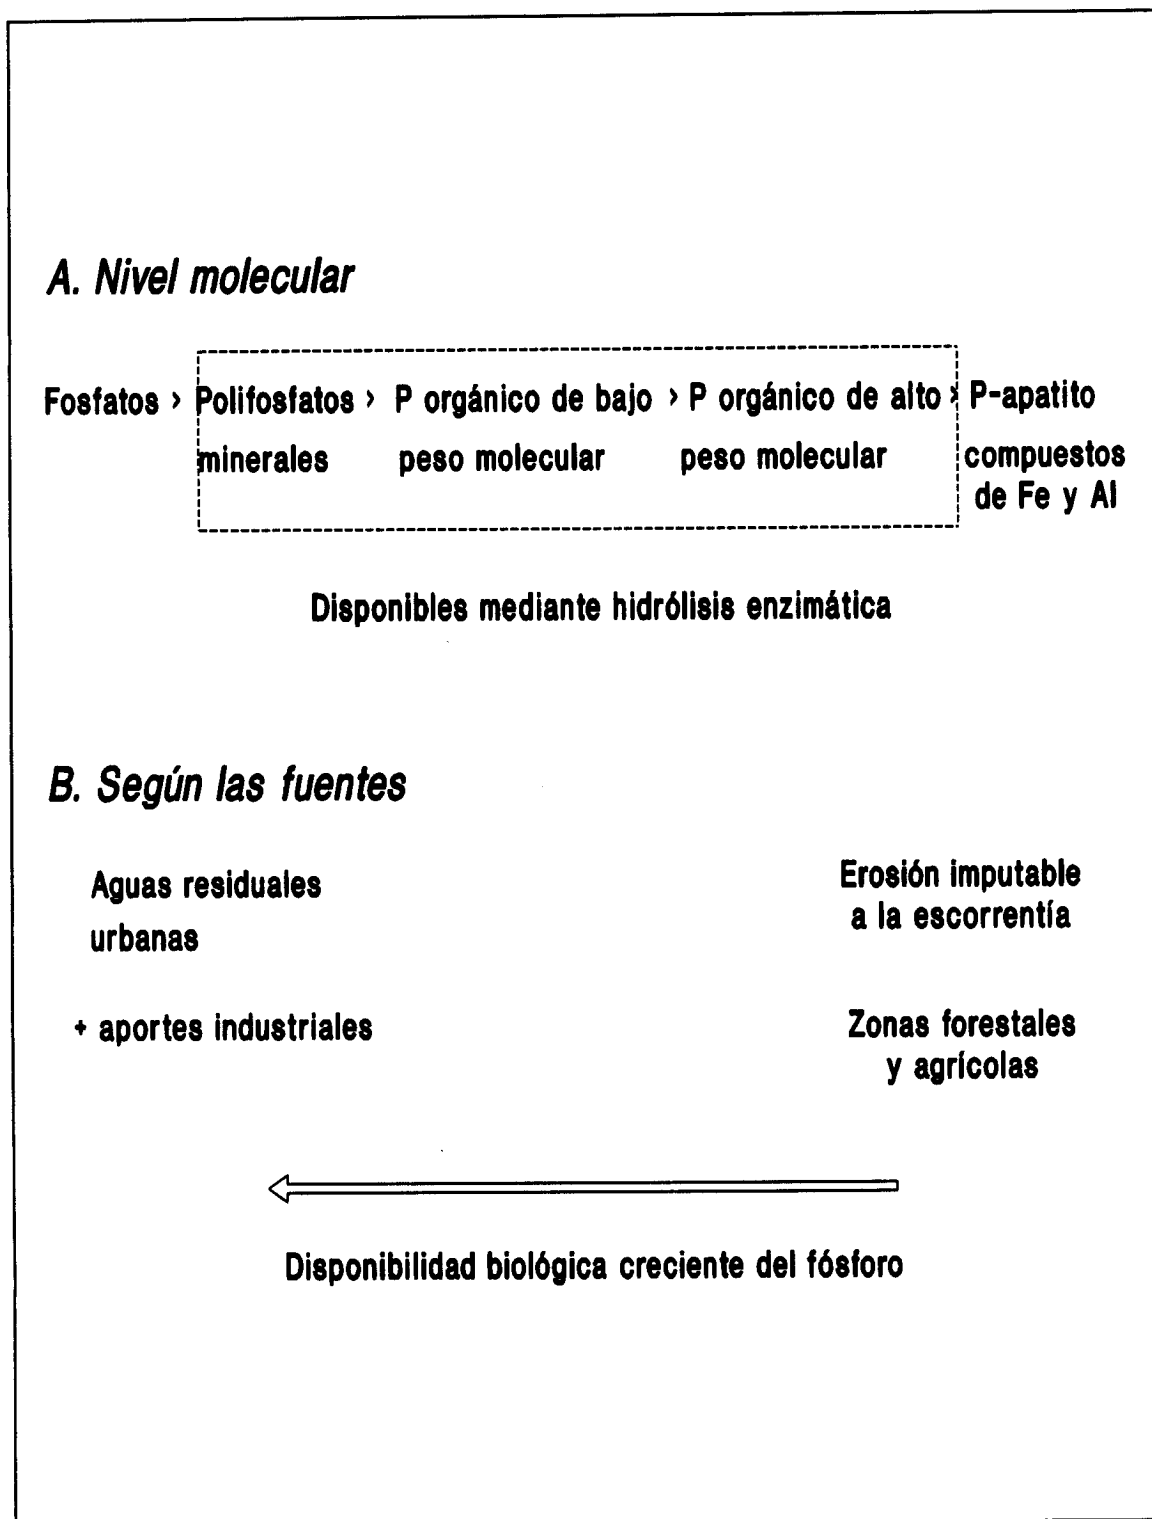 A. Nivel molecular
Fosfatos > Polifosfatos > P orgánico de bajo > P orgánico de alto > P-apatito
minerales peso molecular peso molecular compuestos
de Fe y Al
Disponibles mediante hidrólisis enzimática
B. Según las fuentes
Aguas residuales
urbanas
+ aportes industriales
Erosión imputable
a la escorrentía
Zonas forestales
y agrícolas
Disponibilidad biológica creciente del fósforo